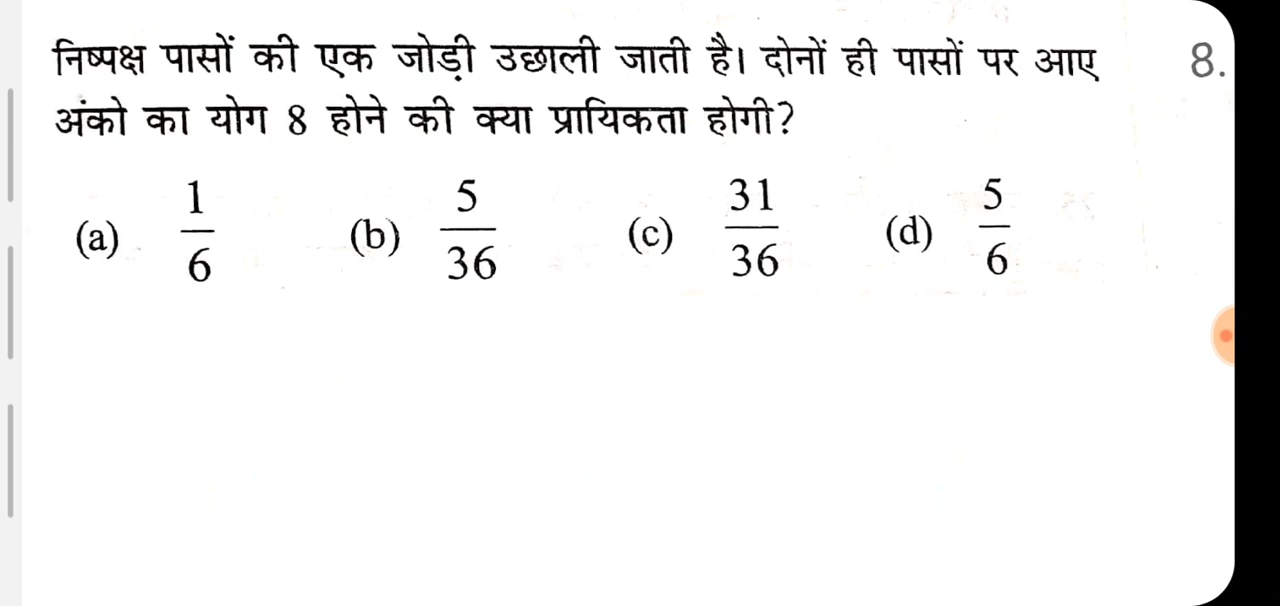 निष्पक्ष पासों की एक जोड़ी उछाली जाती है। दोनों ही पासों पर आए 8.
अंको का योग 8 होने की क्या प्रायिकता होगी?
(a) 1/6 (b) 5/36 (c) 31/36 (d) 5/6